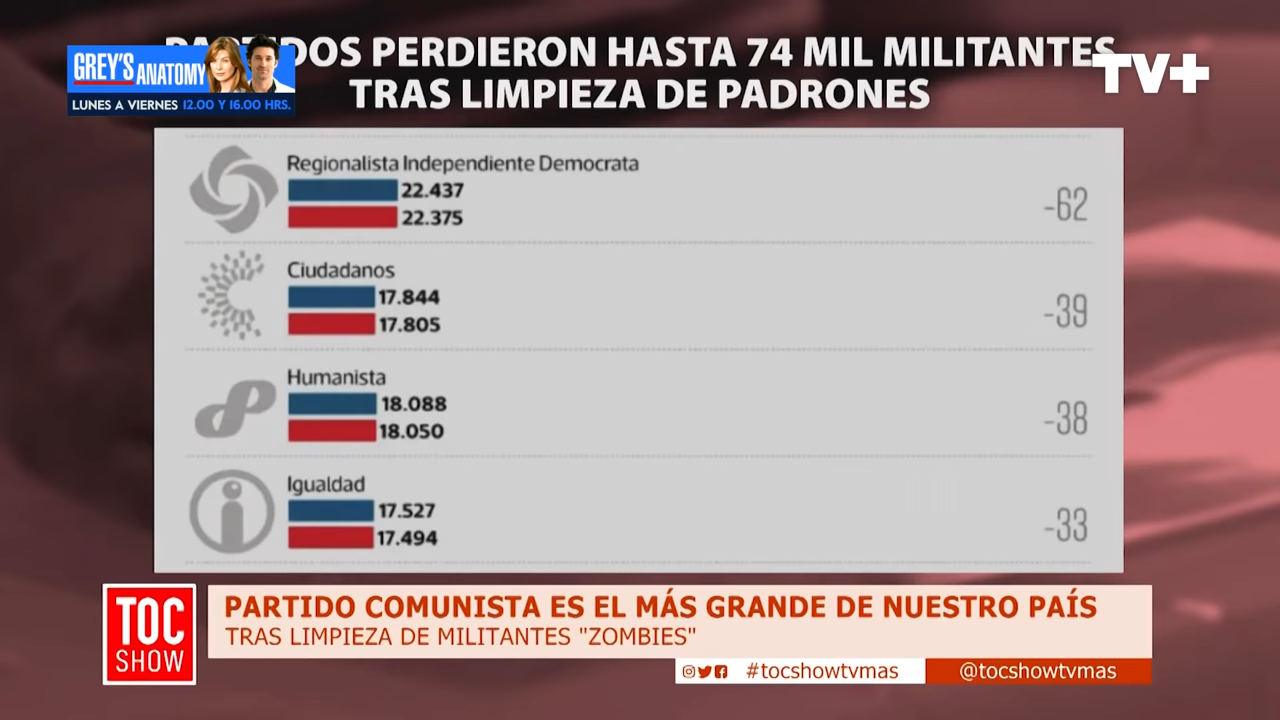 GREY'S ANATOMY
LUNES A VIERNES 12.00 Y 16.00 HRS.
PERDIERON HASTA 74 MIL MILITANTES
TRAS LIMPIEZA DE PADRONES
TV+
Regionalista Independiente Democrata
22.437
22.375
-62
Ciudadanos
17.844
17.805
-39
Humanista
18.088
18.050
-38
Igualdad
17.527
17.494
-33
TOC
SHOW
PARTIDO COMUNISTA ES EL MÁS GRANDE DE NUESTRO PAÍS
TRAS LIMPIEZA DE MILITANTES "ZOMBIES"
#tocshowtvmas
@tocshowtvmas